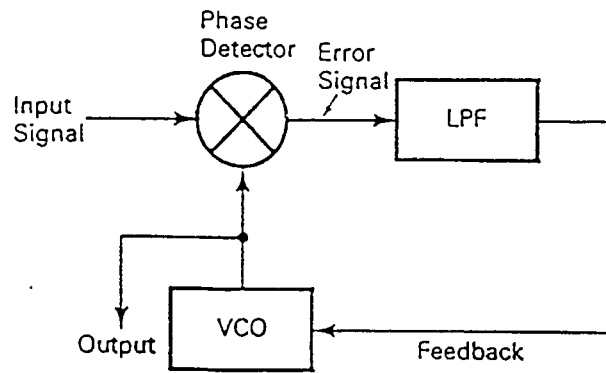 Phase
Detector
Error
Signal
Input
Signal
LPF
VCO
Output
Feedback